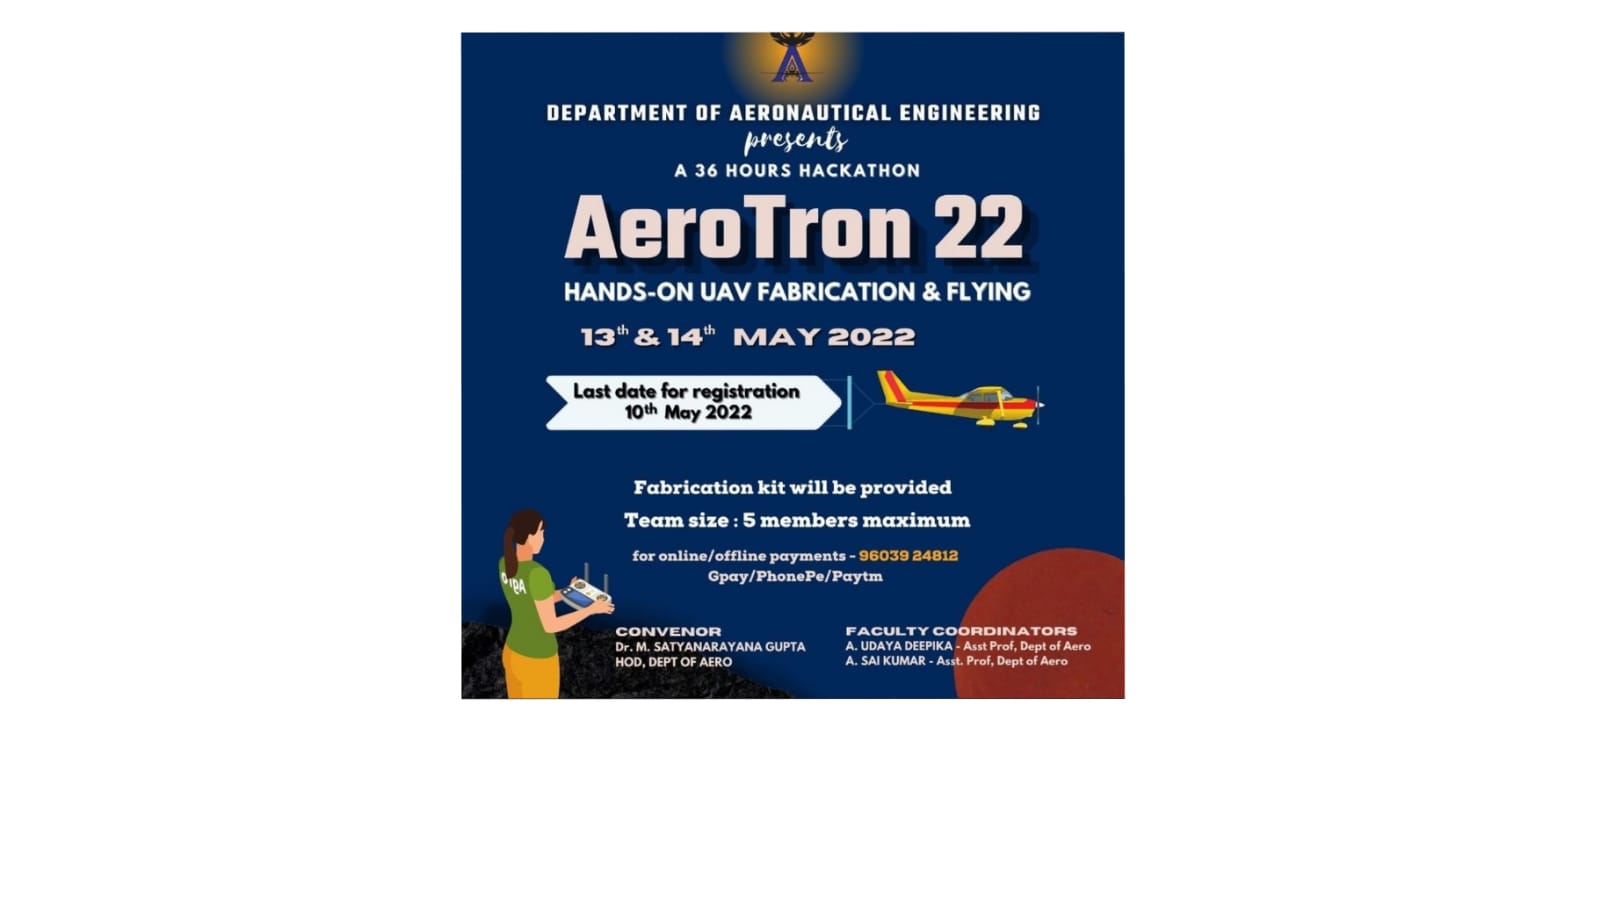 DEPARTMENT OF AERONAUTICAL ENGINEERING
presents
A 36 HOURS HACKATHON
AeroTron 22
HANDS-ON UAV FABRICATION & FLYING
13th & 14th MAY 2022
Last date for registration
10th May 2022
Fabrication kit will be provided
Team size : 5 members maximum
for online/offline payments - 96039 24812
Gpay/PhonePe/Paytm
CONVENOR
Dr. M. SATYANARAYANA GUPTA
HOD, DEPT OF AERO
FACULTY COORDINATORS
A. UDAYA DEEPIKA - Asst Prof, Dept of Aero
A. SAI KUMAR - Asst. Prof, Dept of Aero